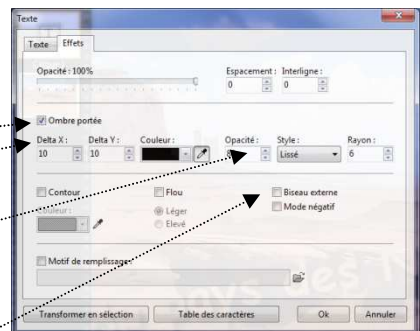 Texte
Texte Effets
Opacité : 100% Espacement : Interligne :
0 0
Ombre portée
Delta X : Delta Y : Couleur : Opacité : Style : Rayon :
10 10 Lissé 6
Contour Flou Biseau externe
Couleur : Léger Mode négatif
Elevé
Motif de remplissage :
Transformer en sélection Table des caractères Ok Annuler